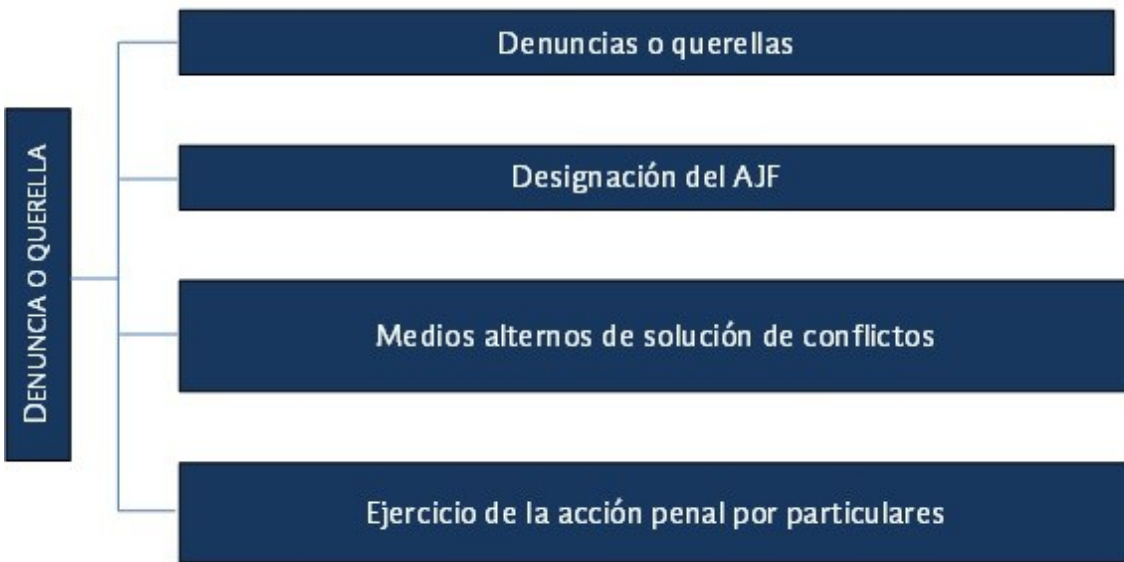 DENUNCIA O QUERELLA
Denuncias o querellas
Designación del AJF
Medios alternos de solución de conflictos
Ejercicio de la acción penal por particulares